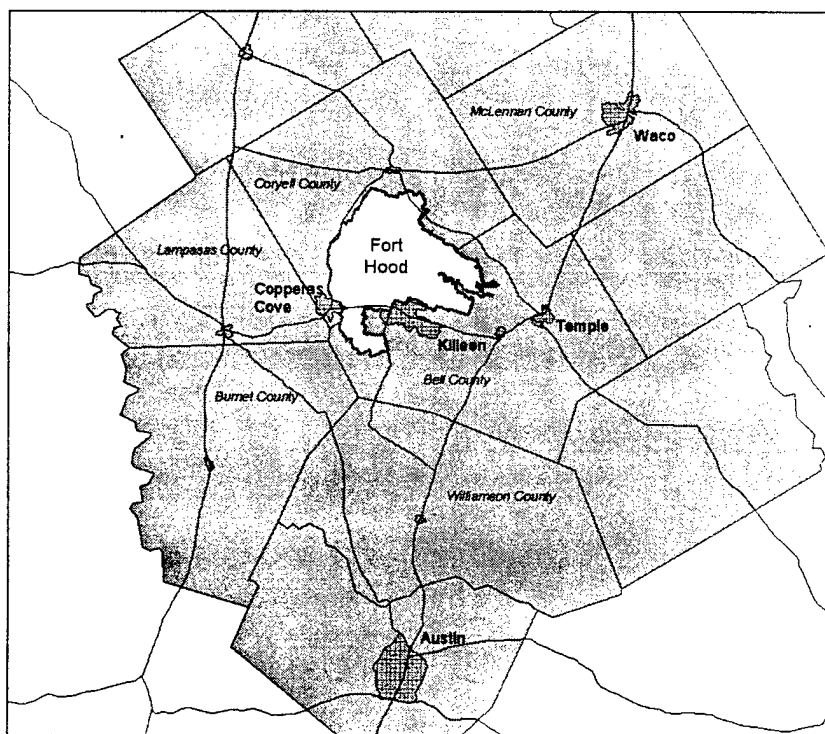 McLennan County
Waco
Coryell County
Fort
Hood
Lampasas County
Copperas
Cove
Temple
Killeen
Bell County
Burnet County
Williamson County
Austin